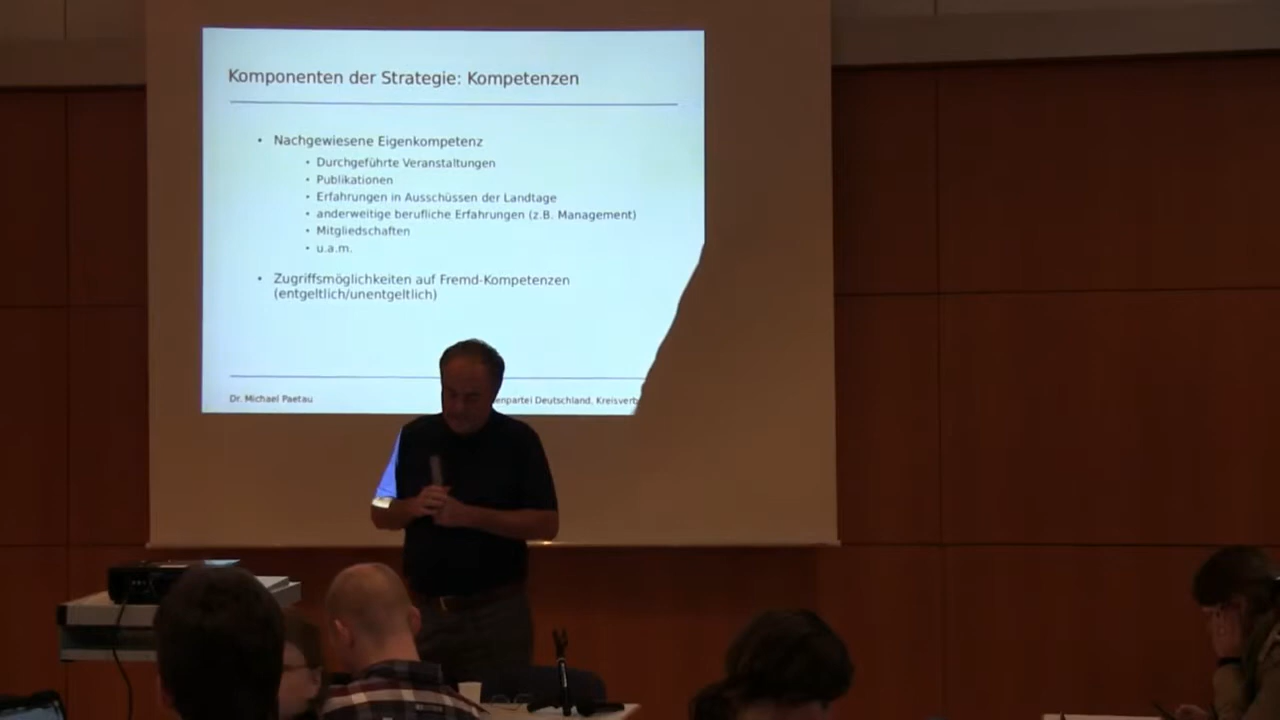 Komponenten der Strategie: Kompetenzen
• Nachgewiesene Eigenkompetenz
• Durchgeführte Veranstaltungen
• Publikationen
• Erfahrungen in Ausschüssen der Landtage
• anderweitige berufliche Erfahrungen (z.B. Management)
• Mitgliedschaften
• u.a.m.
• Zugriffsmöglichkeiten auf Fremd-Kompetenzen
(entgeltlich/unentgeltlich)
Dr. Michael Paetau
enpartei Deutschland, Kreisverb